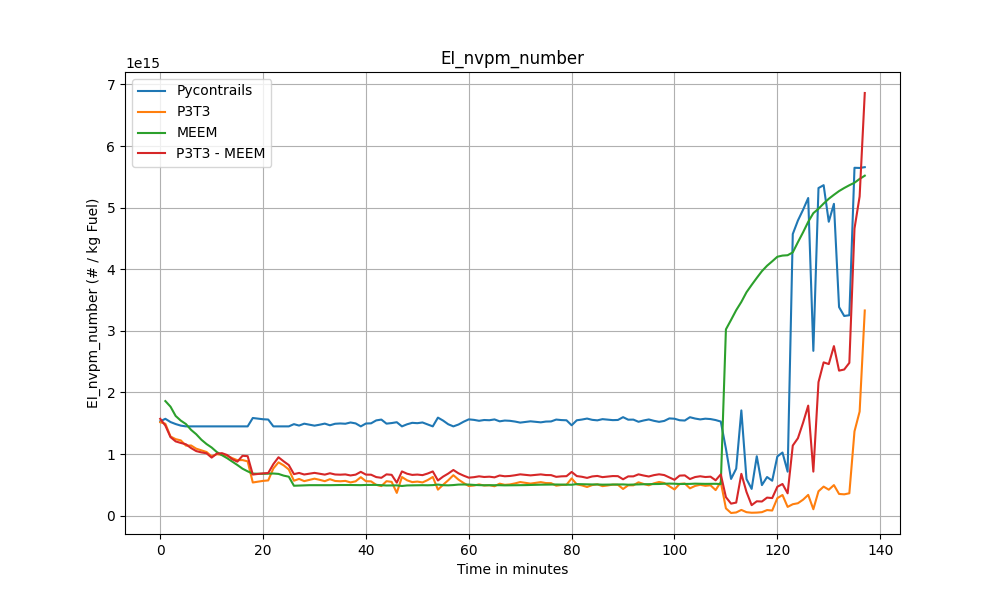 EI_nvpm_number
1e15
Pycontrails
P3T3
MEEM
P3T3 - MEEM
7
6
5
4
3
2
1
0
EI_nvpm_number (# / kg Fuel)
0 20 40 60 80 100 120 140
Time in minutes